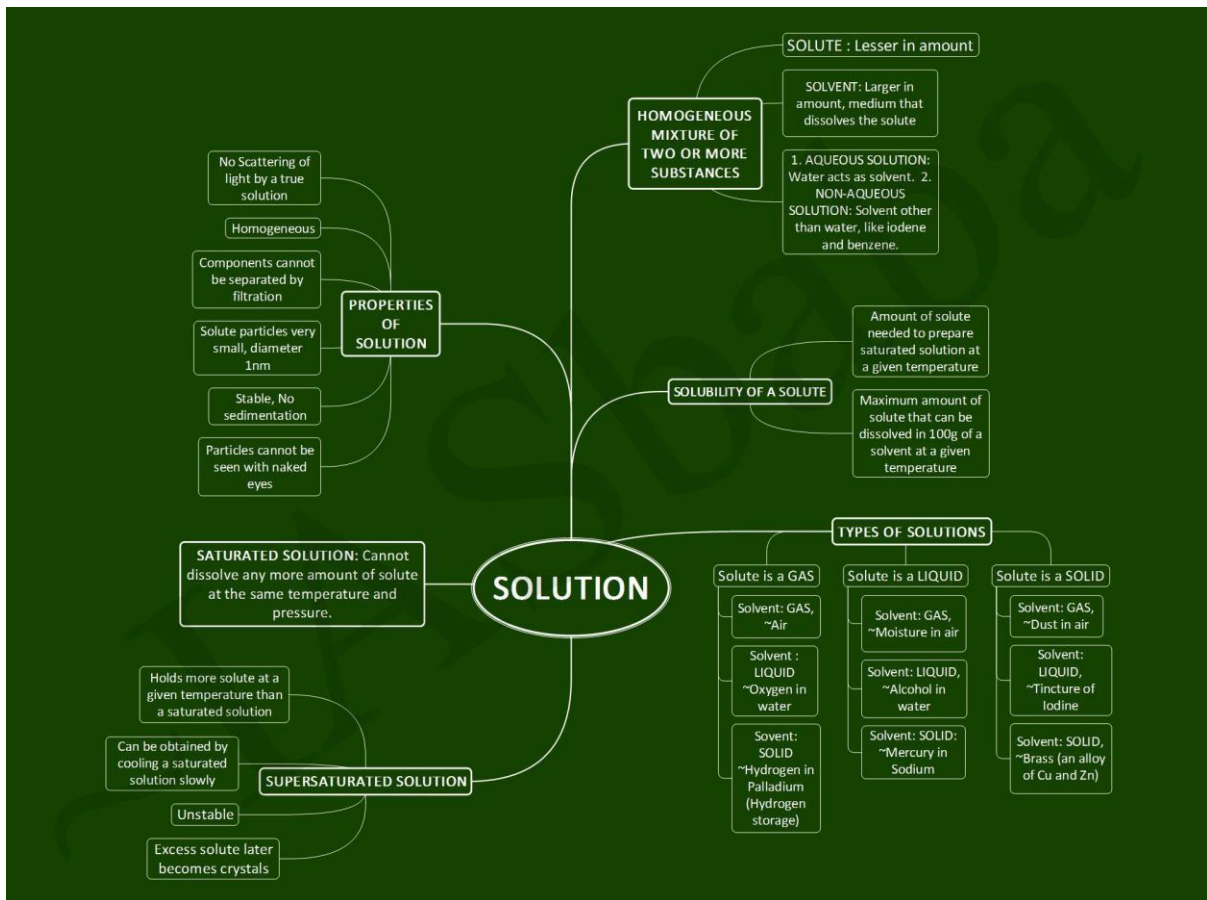 SOLUTION
HOMOGENEOUS
MIXTURE OF
TWO OR MORE
SUBSTANCES
SOLUTE : Lesser in amount
SOLVENT: Larger in
amount, medium that
dissolves the solute
1. AQUEOUS SOLUTION:
Water acts as solvent. 2.
NON-AQUEOUS
SOLUTION: Solvent other
than water, like iodene
and benzene.
SOLUBILITY OF A SOLUTE
Amount of solute
needed to prepare
saturated solution at
a given temperature
Maximum amount of
solute that can be
dissolved in 100g of a
solvent at a given
temperature
TYPES OF SOLUTIONS
Solute is a GAS
Solvent: GAS,
~Air
Solvent :
LIQUID
~Oxygen in
water
Sovent:
SOLID
~Hydrogen in
Palladium
(Hydrogen
storage)
Solute is a LIQUID
Solvent: GAS,
~Moisture in air
Solvent: LIQUID,
~Alcohol in
water
Solvent: SOLID:
~Mercury in
Sodium
Solute is a SOLID
Solvent: GAS,
~Dust in air
Solvent:
LIQUID,
~Tincture of
Iodine
Solvent: SOLID,
~Brass (an alloy
of Cu and Zn)
PROPERTIES
OF
SOLUTION
No Scattering of
light by a true
solution
Homogeneous
Components cannot
be separated by
filtration
Solute particles very
small, diameter
1nm
Stable, No
sedimentation
Particles cannot be
seen with naked
eyes
SATURATED SOLUTION: Cannot
dissolve any more amount of solute
at the same temperature and
pressure.
SUPERSATURATED SOLUTION
Holds more solute at a
given temperature than
a saturated solution
Can be obtained by
cooling a saturated
solution slowly
Unstable
Excess solute later
becomes crystals
IASbaba